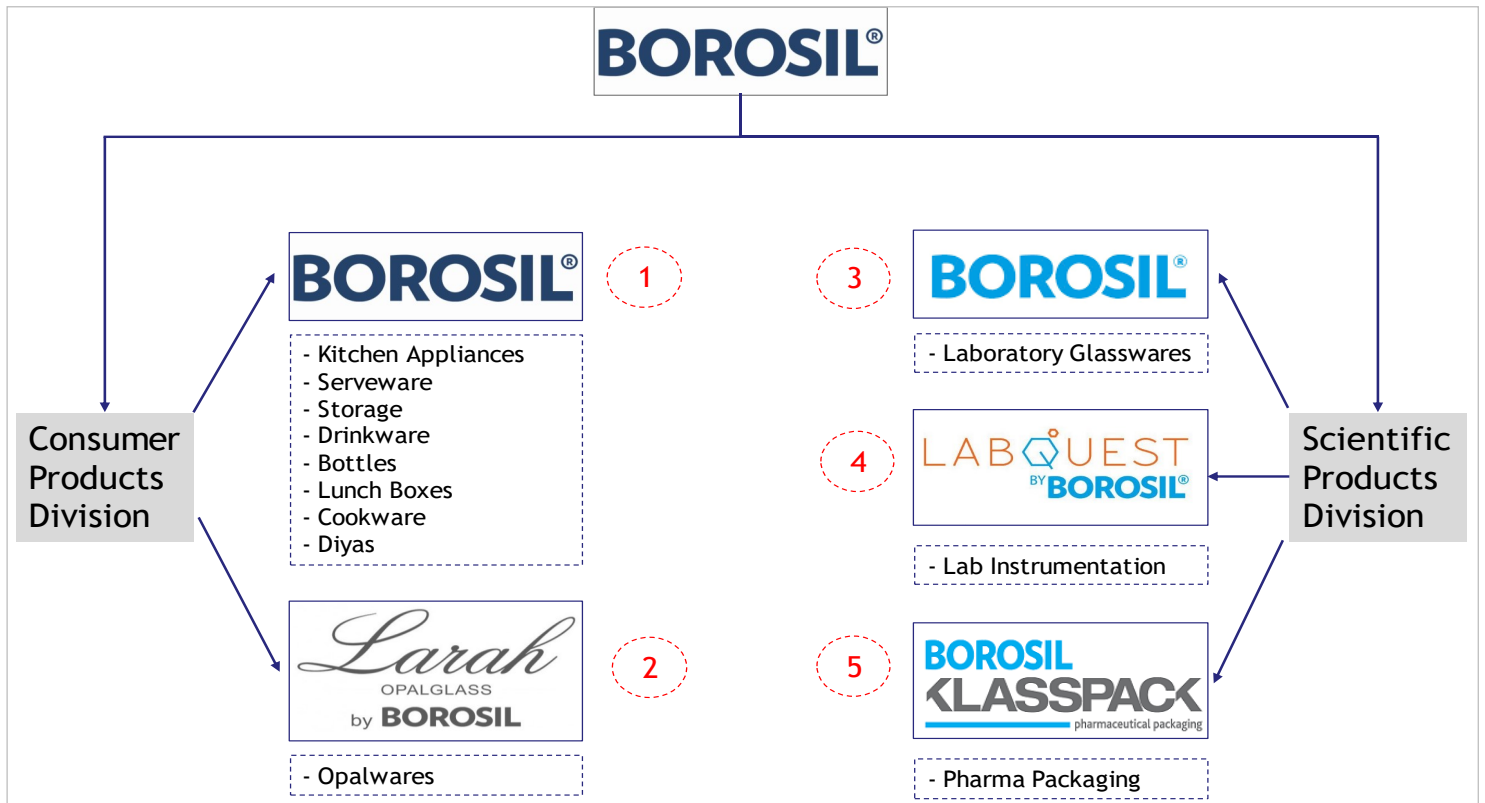 BOROSIL®
Consumer
Products
Division
BOROSIL®
1
- Kitchen Appliances
- Serveware
- Storage
- Drinkware
- Bottles
- Lunch Boxes
- Cookware
- Diyas
Larah
OPALGLASS
by BOROSIL
2
- Opalwares
3
BOROSIL®
- Laboratory Glasswares
4
LABQUEST
BY BOROSIL®
- Lab Instrumentation
5
BOROSIL
KLASSPACK
pharmaceutical packaging
- Pharma Packaging
Scientific
Products
Division